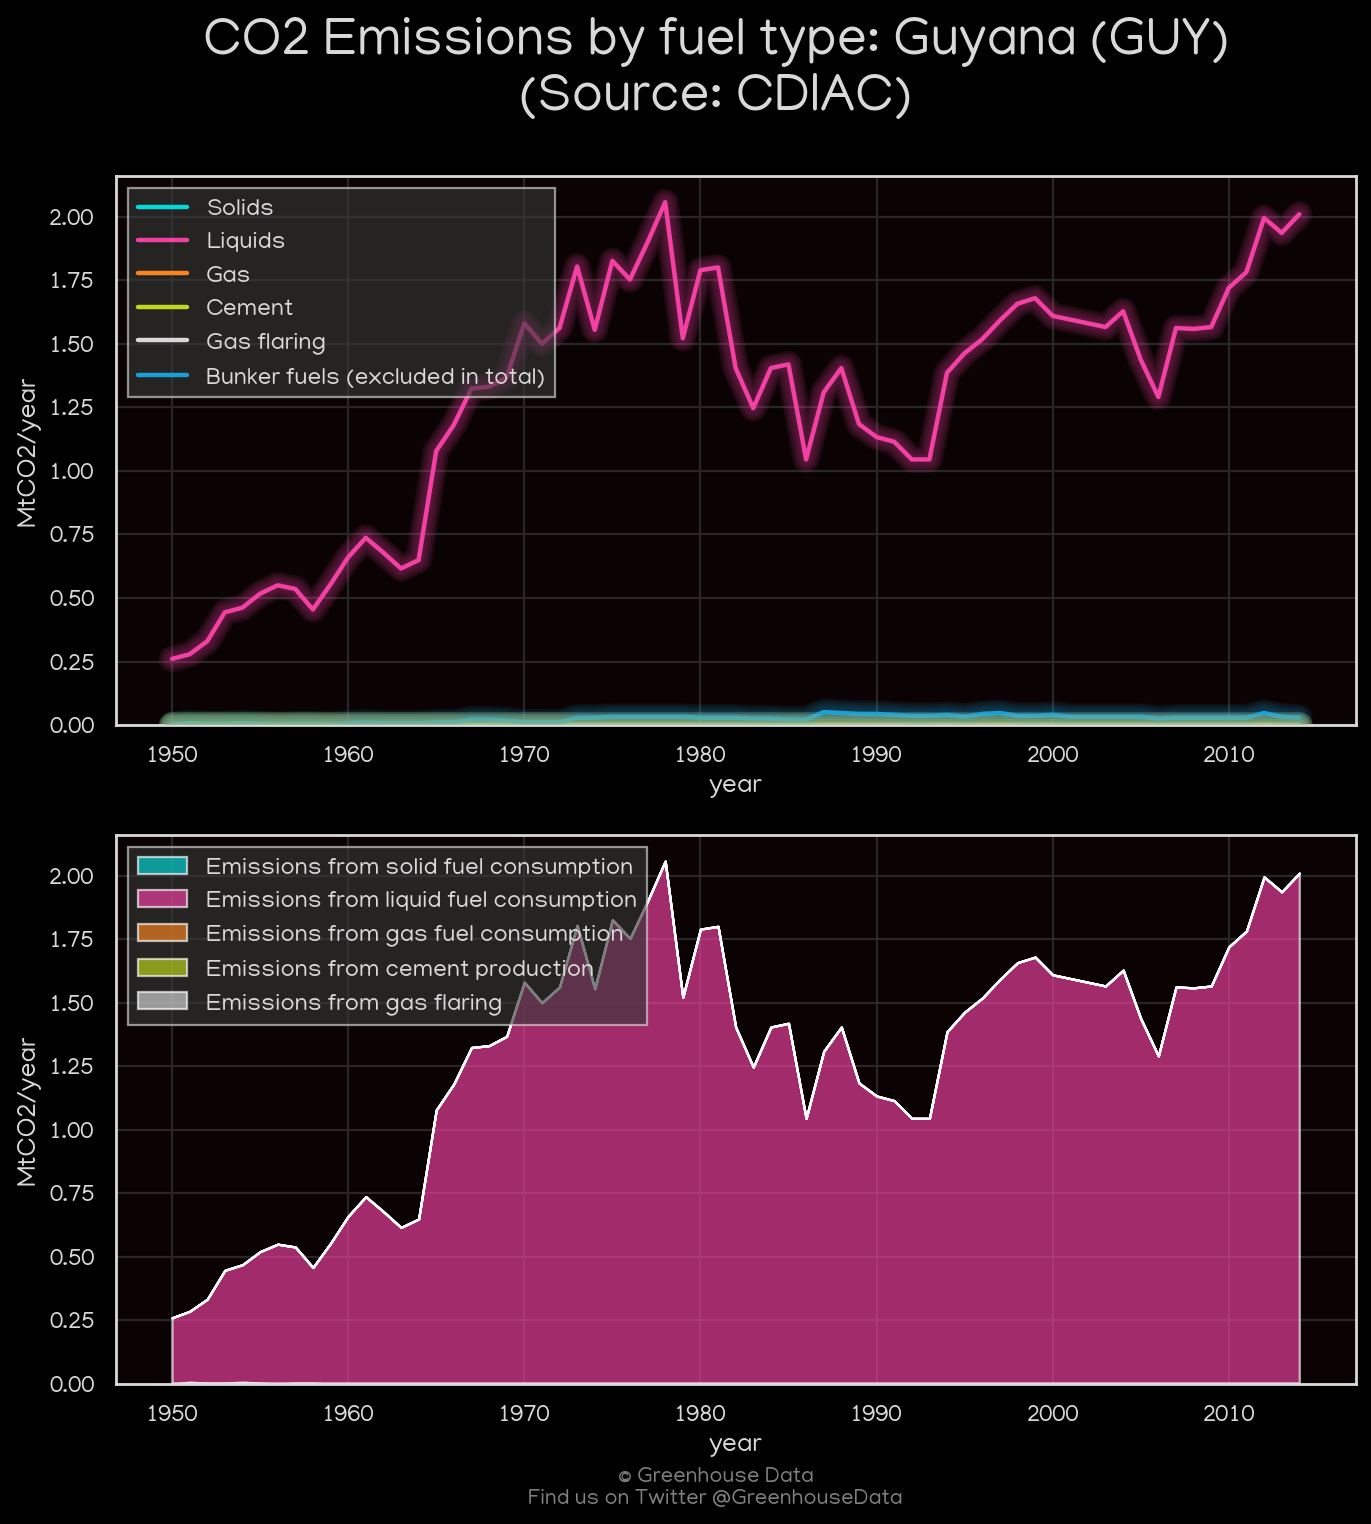 CO2 Emissions by fuel type: Guyana (GUY)
(Source: CDIAC)
Solids
Liquids
Gas
Cement
Gas flaring
Bunker fuels (excluded in total)
MtCO2/year
2.00
1.75
1.50
1.25
1.00
0.75
0.50
0.25
0.00
1950 1960 1970 1980 1990 2000 2010
year
Emissions from solid fuel consumption
Emissions from liquid fuel consumption
Emissions from gas fuel consumption
Emissions from cement production
Emissions from gas flaring
MtCO2/year
2.00
1.75
1.50
1.25
1.00
0.75
0.50
0.25
0.00
1950 1960 1970 1980 1990 2000 2010
year
© Greenhouse Data
Find us on Twitter @GreenhouseData